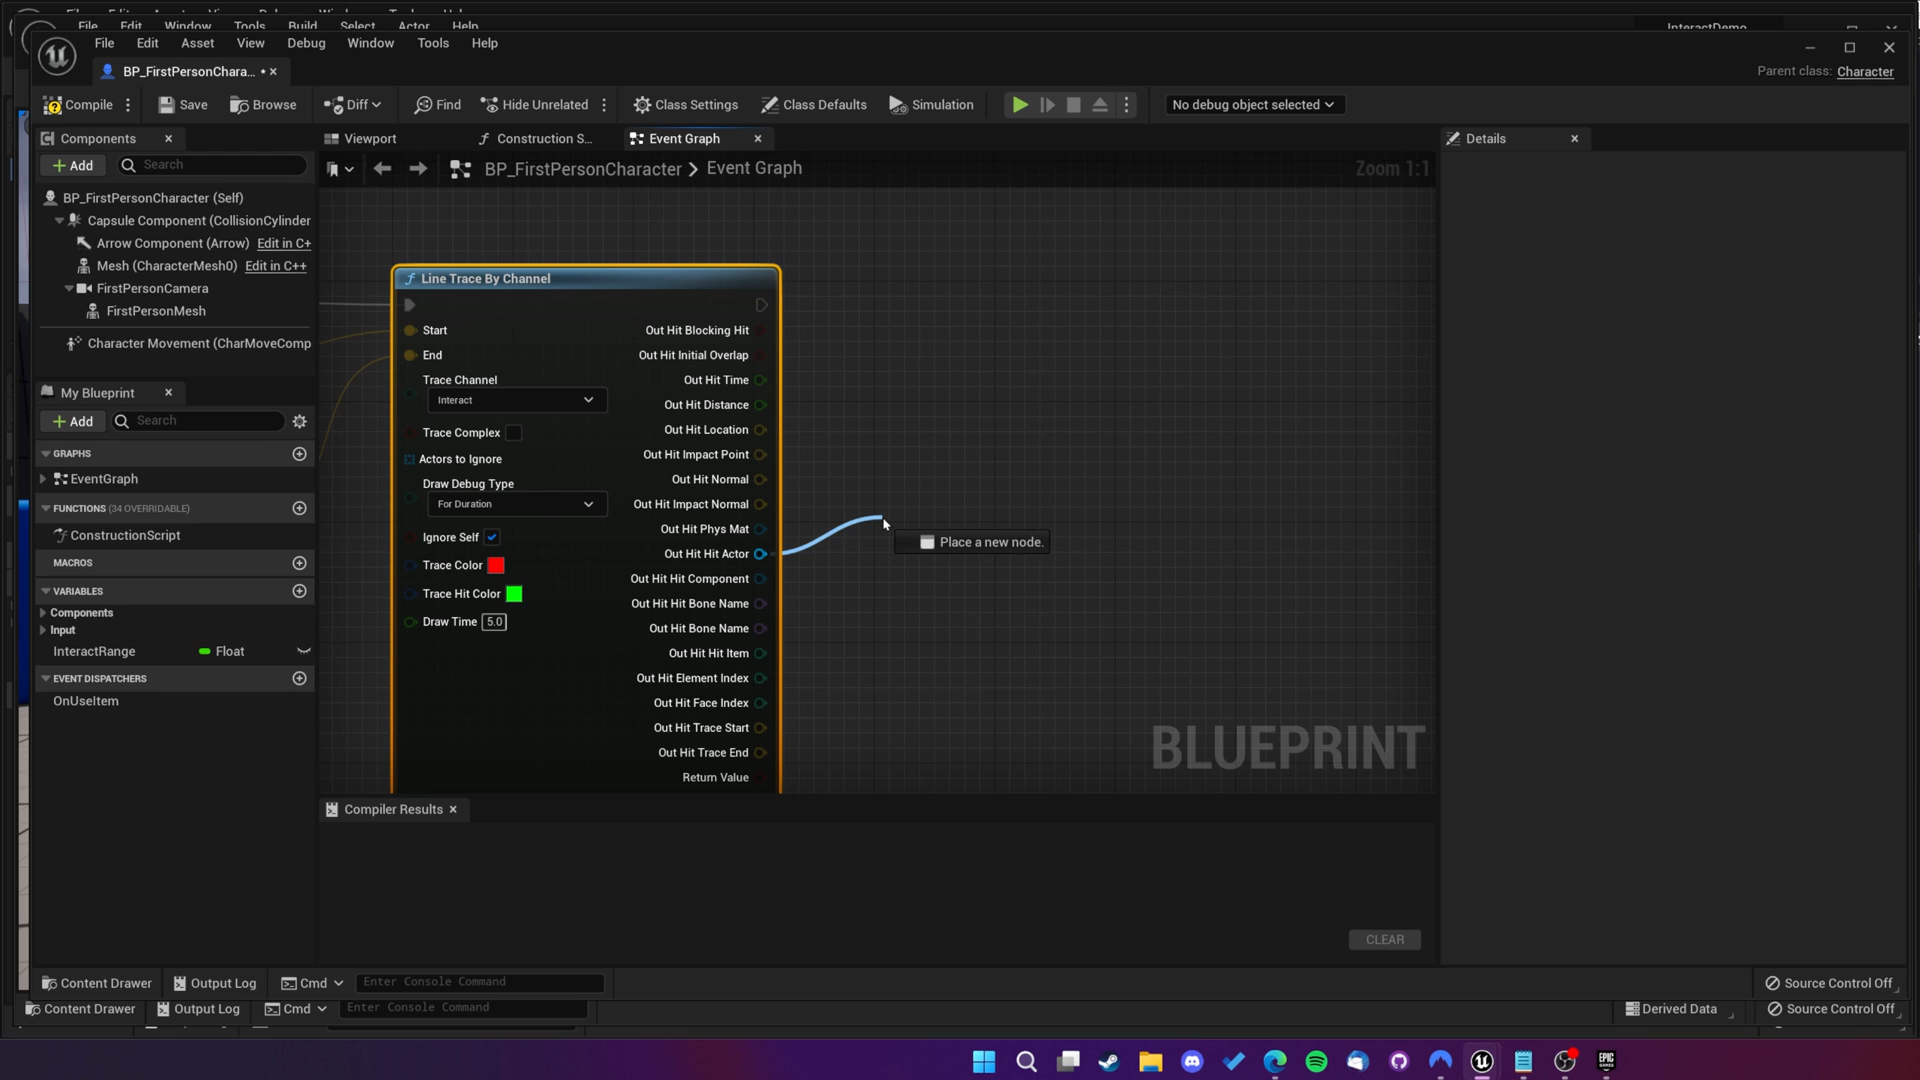 File Edit Window Tools Build Select Actor Help
InteractDemo
File Edit Asset View Debug Window Tools Help
BP_FirstPersonChara... •
Parent class: Character
Compile Save Browse Diff Find Hide Unrelated Class Settings Class Defaults Simulation No debug object selected
Components
Viewport Construction S... Event Graph
Details
Add Search
BP_FirstPersonCharacter > Event Graph
Zoom 1:1
BP_FirstPersonCharacter (Self)
Capsule Component (CollisionCylinder
Arrow Component (Arrow) Edit in C+
Mesh (CharacterMesh0) Edit in C++
FirstPersonCamera
FirstPersonMesh
Character Movement (CharMoveComp
My Blueprint
Add Search
GRAPHS
EventGraph
FUNCTIONS (34 OVERRIDABLE)
ConstructionScript
MACROS
VARIABLES
Components
Input
InteractRange Float
EVENT DISPATCHERS
OnUseItem
Line Trace By Channel
Start
End
Trace Channel
Interact
Trace Complex
Actors to Ignore
Draw Debug Type
For Duration
Ignore Self
Trace Color
Trace Hit Color
Draw Time 5.0
Out Hit Blocking Hit
Out Hit Initial Overlap
Out Hit Time
Out Hit Distance
Out Hit Location
Out Hit Impact Point
Out Hit Normal
Out Hit Impact Normal
Out Hit Phys Mat
Out Hit Hit Actor
Out Hit Hit Component
Out Hit Hit Bone Name
Out Hit Bone Name
Out Hit Hit Item
Out Hit Element Index
Out Hit Face Index
Out Hit Trace Start
Out Hit Trace End
Return Value
Place a new node.
BLUEPRINT
Compiler Results
CLEAR
Content Drawer Output Log Cmd Enter Console Command Source Control Off
Content Drawer Output Log Cmd Enter Console Command Derived Data Source Control Off
EPIC